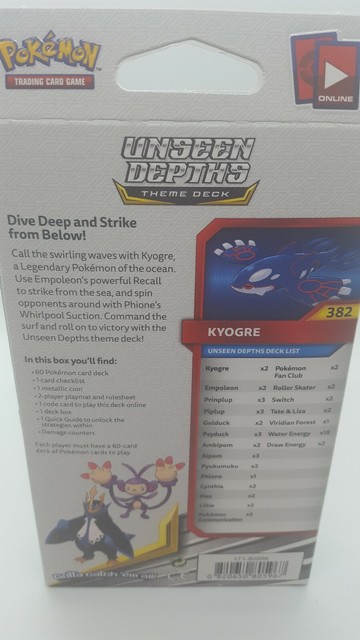 POKéMON
TRADING CARD GAME
ONLINE
UNSEEN
DEPTHS
THEME DECK
Dive Deep and Strike
from Below!
Call the swirling waves with Kyogre,
a Legendary Pokémon of the ocean.
Use Empoleon's powerful Recall
to strike from the sea, and spin
opponents around with Phione's
Whirlpool Suction. Command the
surf and roll on to victory with the
Unseen Depths theme deck!
In this box you'll find:
• 60 Pokémon card deck
• 1 card checklist
• 1 metallic coin
• 2-player playmat and rulesheet
• 1 code card to play this deck online
• 1 deck box
• 1 Quick Guide to unlock the
strategies within
• Damage counters
Each player must have a 60-card
deck of Pokémon cards to play.
382
KYOGRE
UNSEEN DEPTHS DECK LIST
Kyogre x2 Pokémon Fan Club x2
Empoleon x2 Roller Skater x2
Prinplup x3 Switch x2
Piplup x3 Tate & Liza x2
Golduck x2 Viridian Forest x1
Psyduck x3 Water Energy x18
Ambipom x2 Draw Energy x2
Aipom x3
Pyukumuku x2
Phione x1
Cynthia x2
Lillie
Pokémon
Communication
171-80596